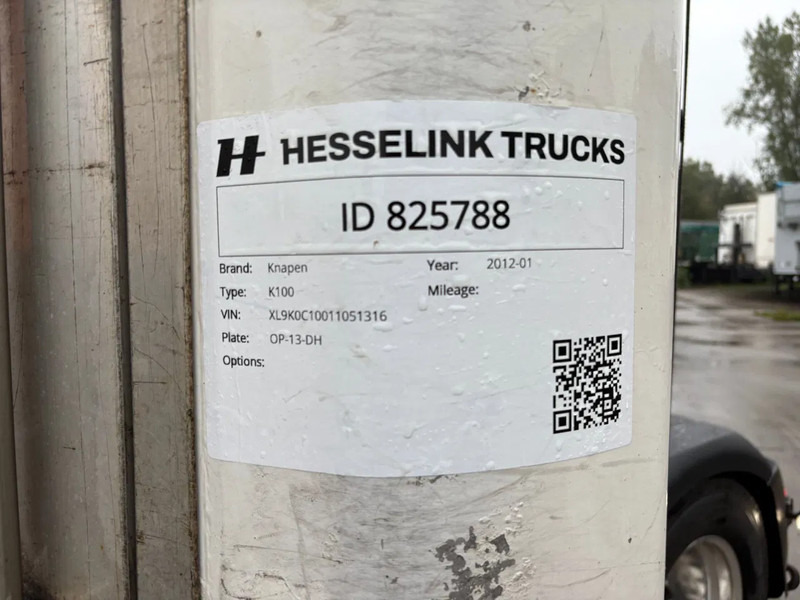 H HESSELINK TRUCKS
ID 825788
Brand: Knapen Year: 2012-01
Type: K100 Mileage:
VIN: XL9K0C10011051316
Plate: OP-13-DH
Options: